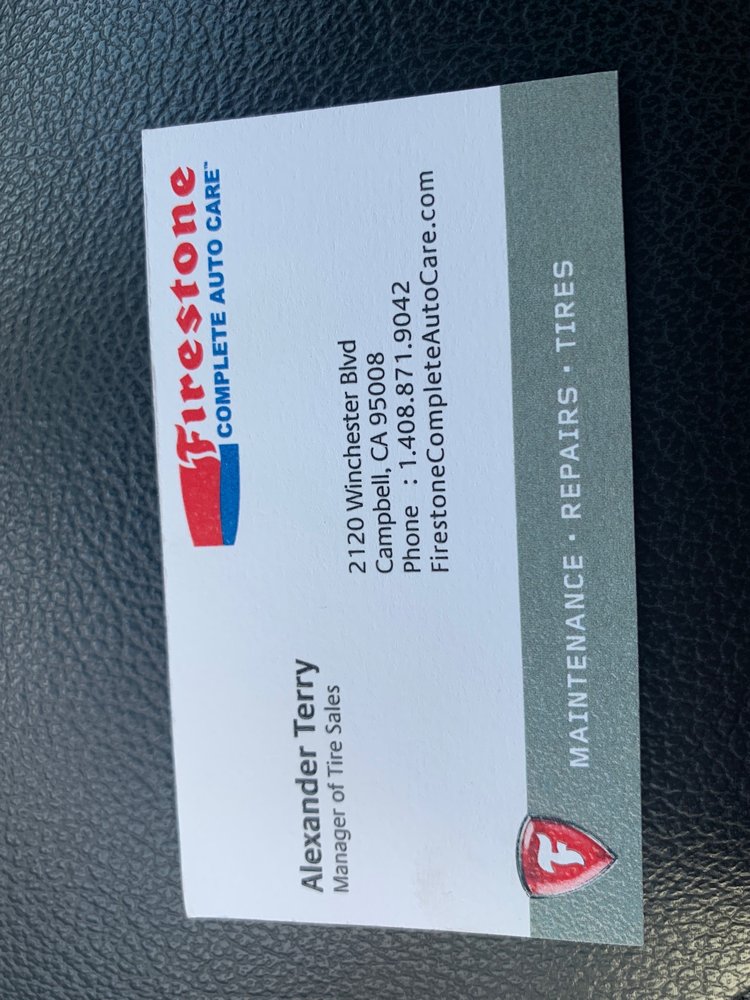 Firestone
COMPLETE AUTO CARE™
Alexander Terry
Manager of Tire Sales
2120 Winchester Blvd
Campbell, CA 95008
Phone : 1.408.871.9042
FirestoneCompleteAutoCare.com
F
MAINTENANCE · REPAIRS · TIRES